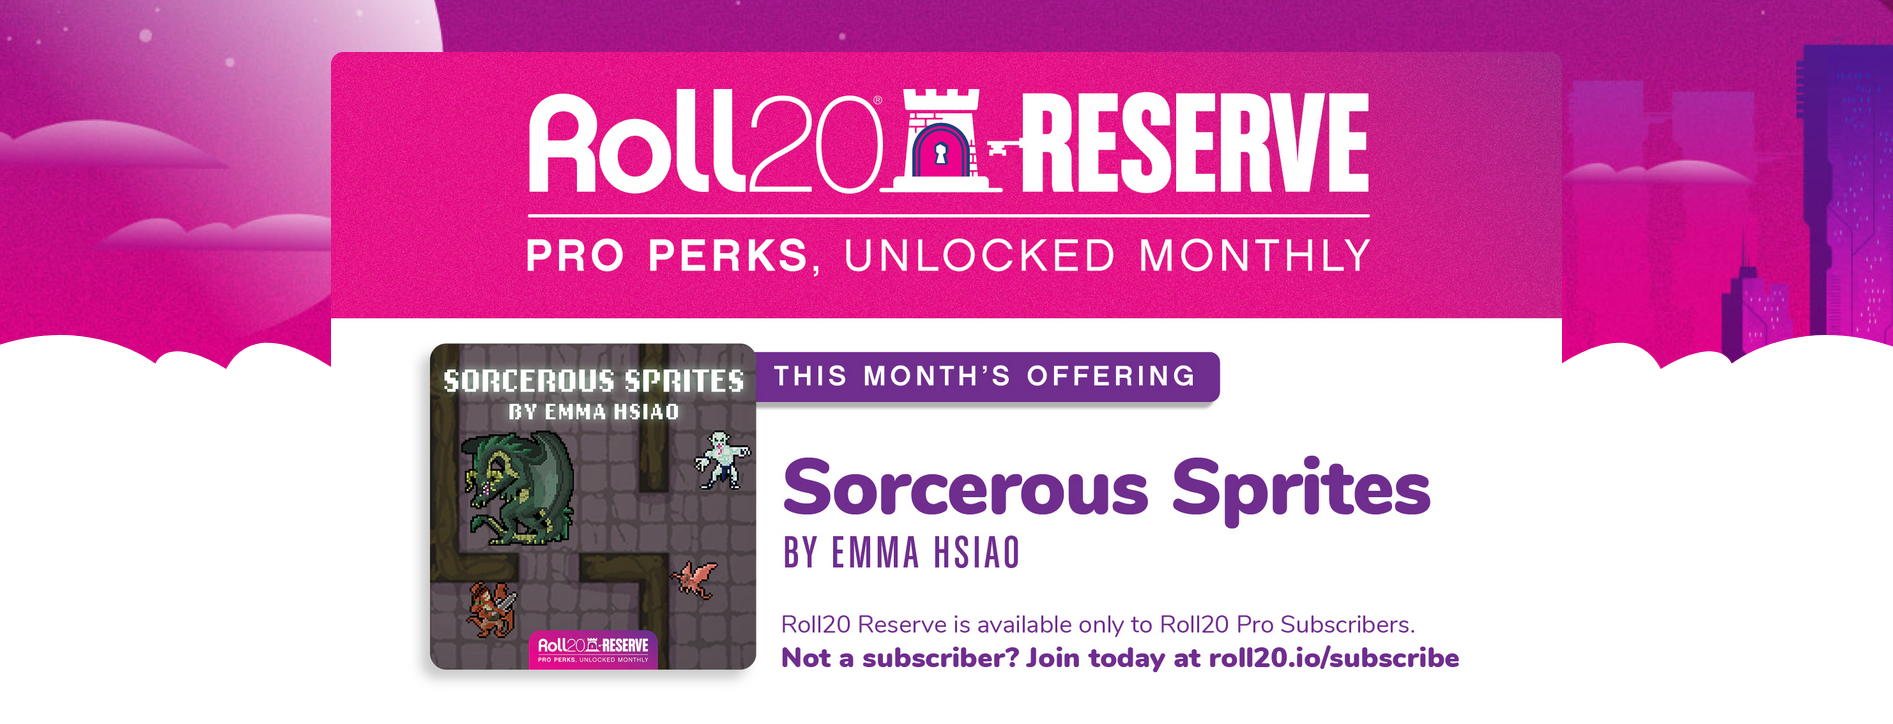 Roll20® RESERVE
PRO PERKS, UNLOCKED MONTHLY
SORCEROUS SPRITES
BY EMMA HSIAO
Roll20 RESERVE
PRO PERKS, UNLOCKED MONTHLY
THIS MONTH'S OFFERING
Sorcerous Sprites
BY EMMA HSIAO
Roll20 Reserve is available only to Roll20 Pro Subscribers.
Not a subscriber? Join today at roll20.io/subscribe